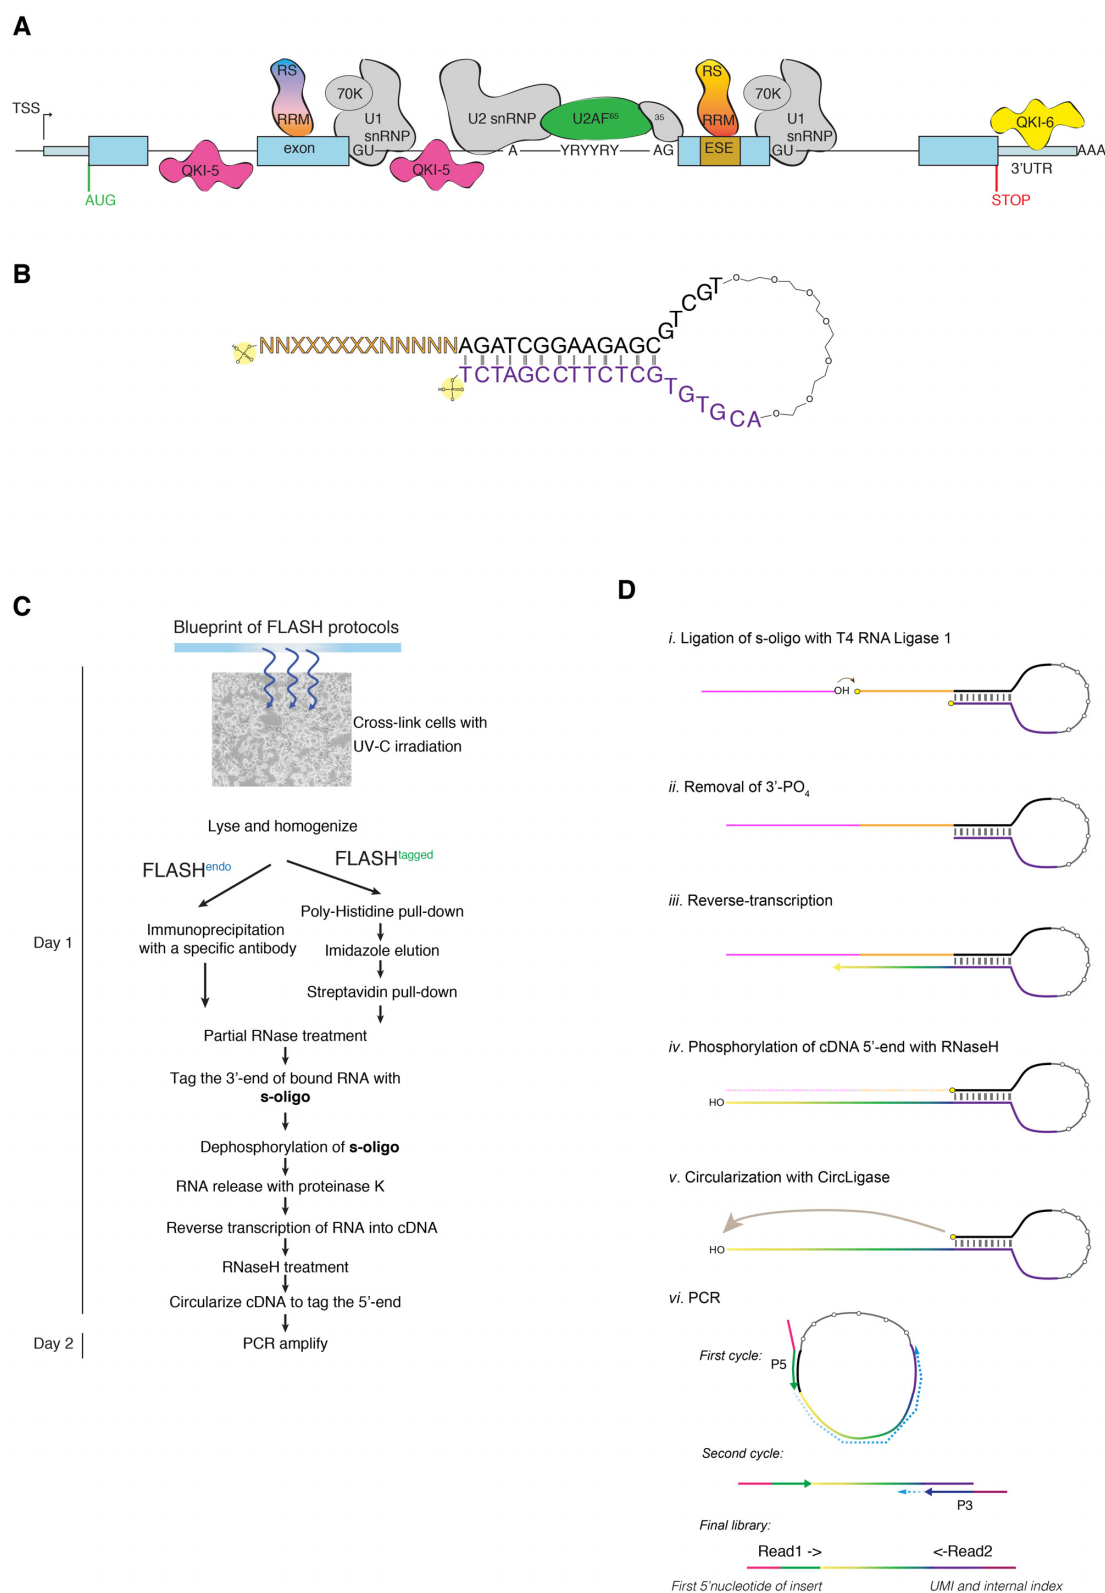 A
TSS
RS
RRM
70K
U1
snRNP
U2 snRNP
U2AF⁶⁵
35
RS
RRM
70K
U1
snRNP
QKI-6
exon
GU
A
YRYYRY
AG
ESE
GU
AAA
QKI-5
QKI-5
3'UTR
AUG
STOP
B
NNXXXXXXNNNNNAGATCGGAAGAGCGTCGT
TCTAGCCTTCTCGTGTGCA
C
Blueprint of FLASH protocols
Cross-link cells with
UV-C irradiation
Lyse and homogenize
FLASHᵉⁿᵈᵒ
FLASHᵗᵃᵍᵍᵉᵈ
Immunoprecipitation
with a specific antibody
Poly-Histidine pull-down
Imidazole elution
Streptavidin pull-down
Day 1
Partial RNase treatment
Tag the 3'-end of bound RNA with
s-oligo
Dephosphorylation of s-oligo
RNA release with proteinase K
Reverse transcription of RNA into cDNA
RNaseH treatment
Circularize cDNA to tag the 5'-end
Day 2
PCR amplify
D
i. Ligation of s-oligo with T4 RNA Ligase 1
OH
ii. Removal of 3'-PO₄
iii. Reverse-transcription
iv. Phosphorylation of cDNA 5'-end with RNaseH
HO
v. Circularization with CircLigase
HO
vi. PCR
First cycle:
P5
Second cycle:
P3
Final library:
Read1 ->
<-Read2
First 5'nucleotide of insert
UMI and internal index